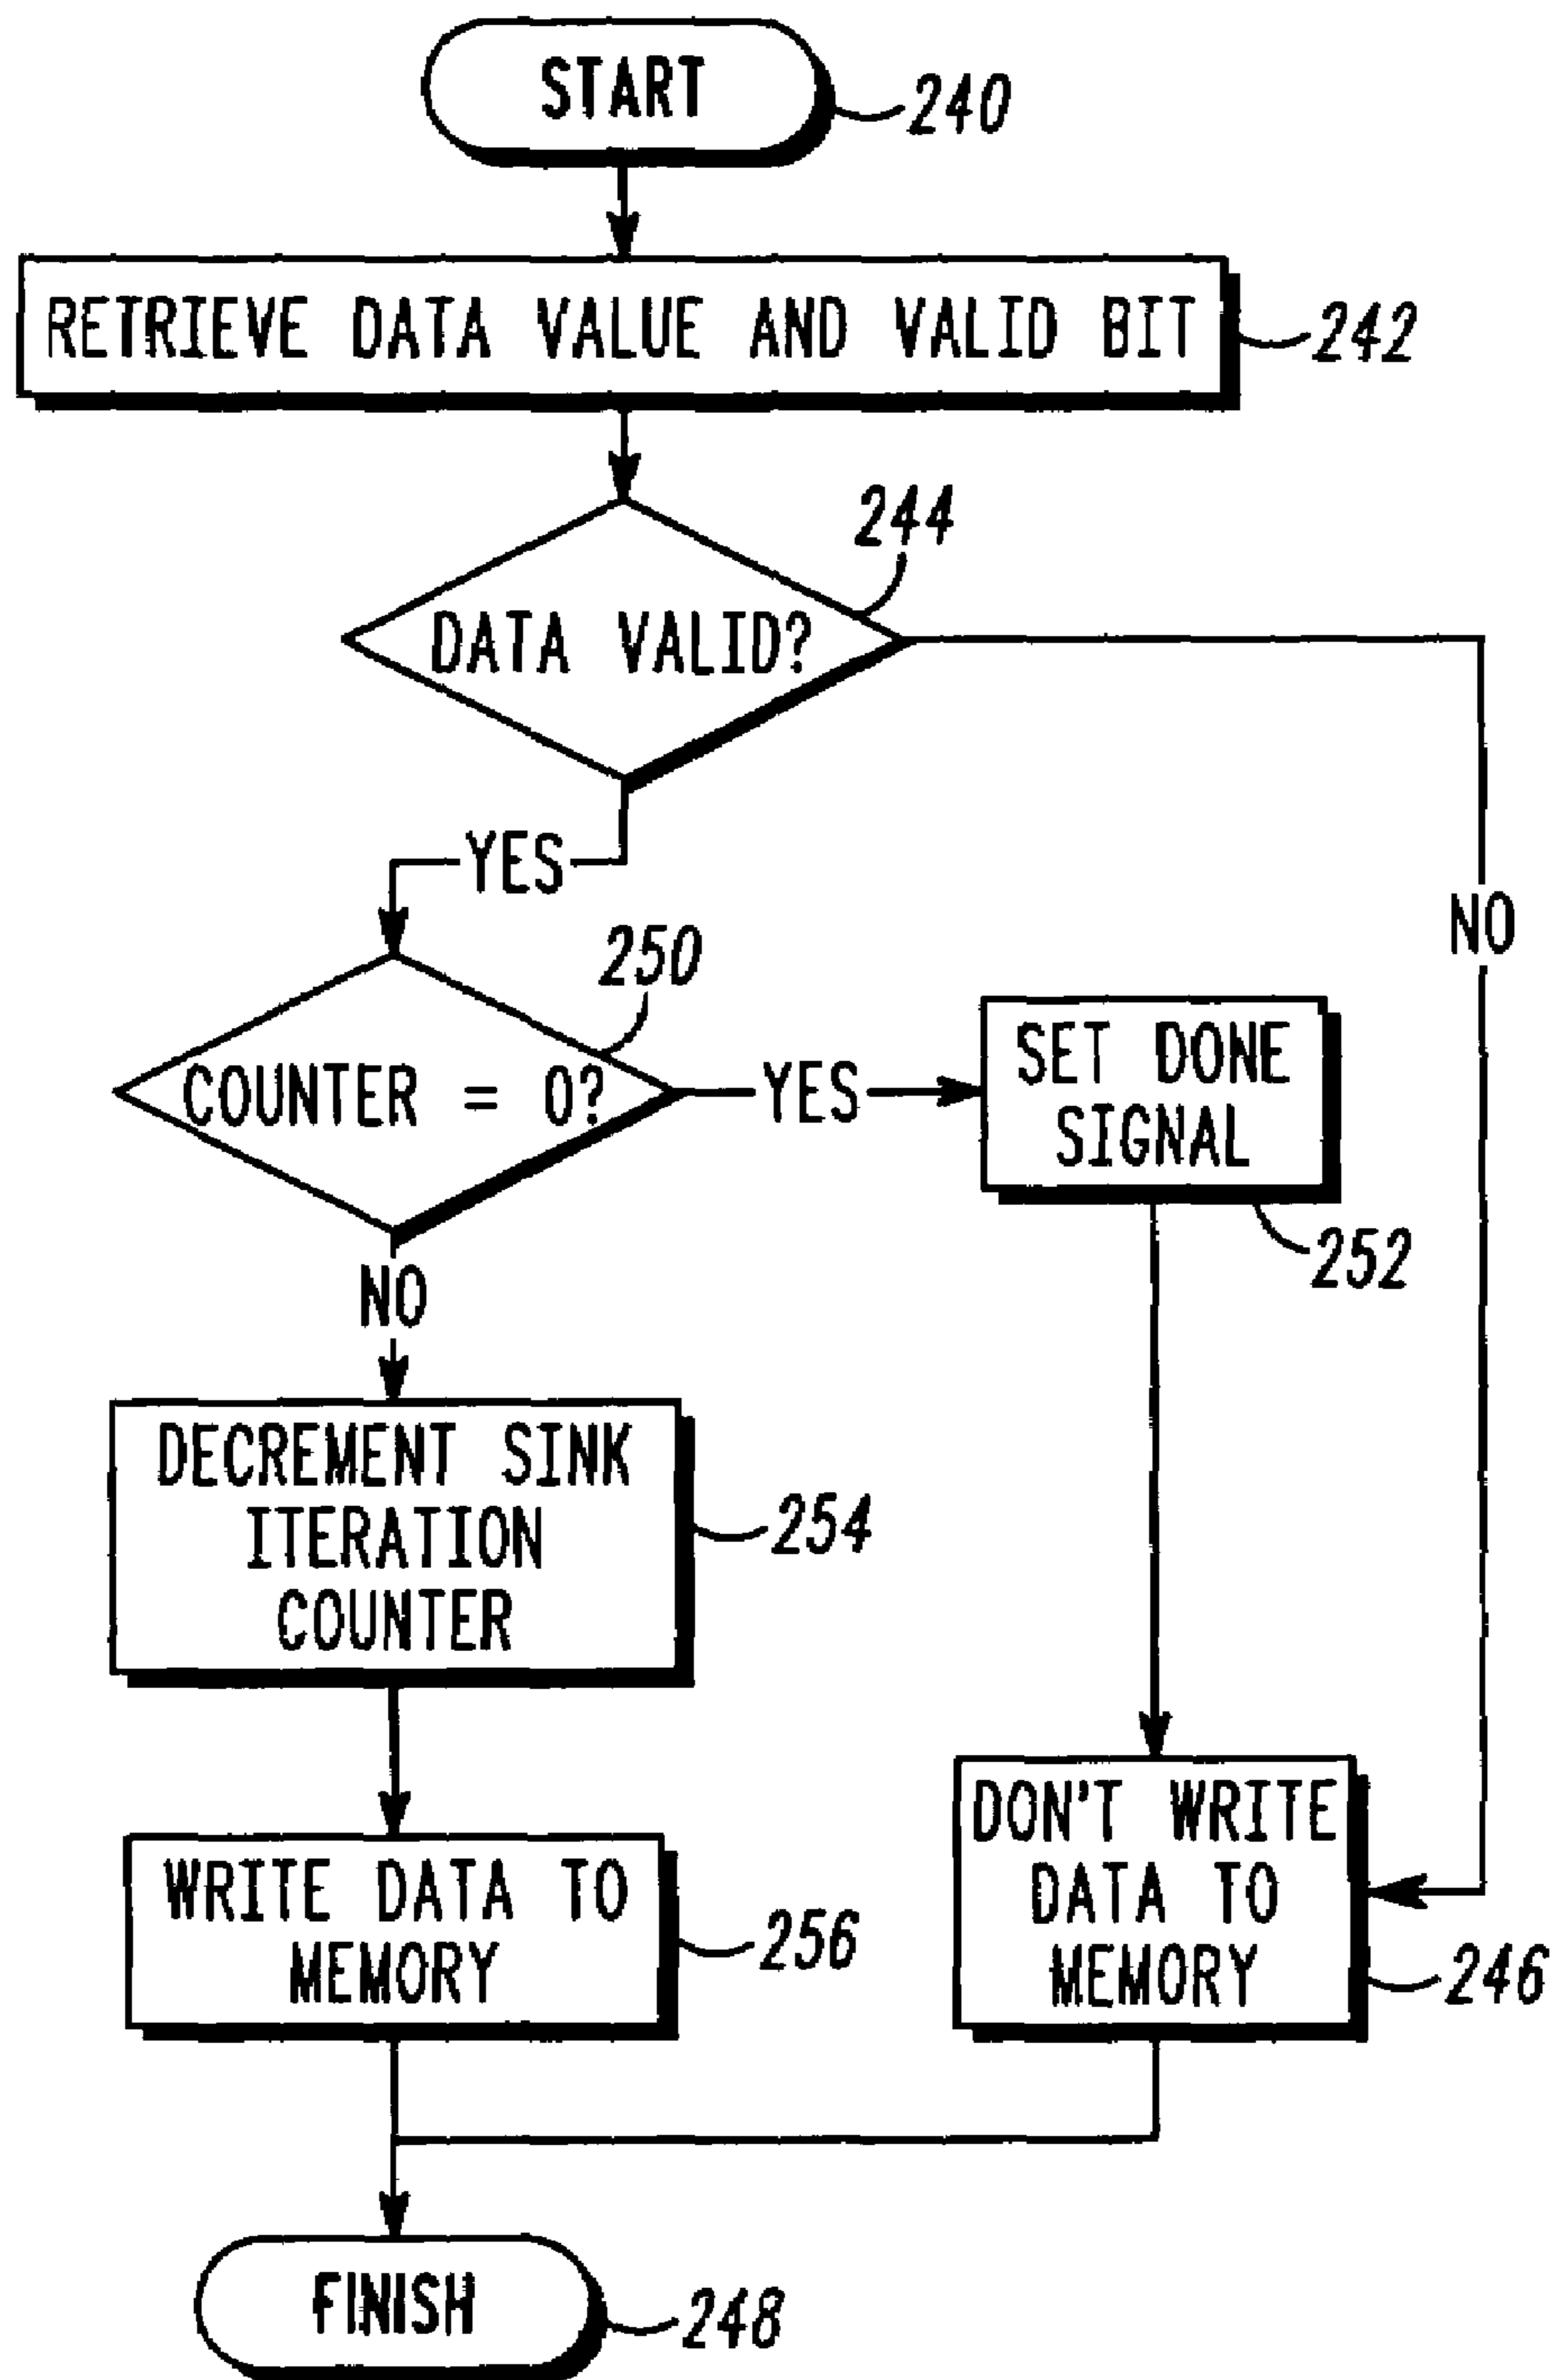 START
240
RETRIEVE DATA VALUE AND VALID BIT
242
244
DATA VALID?
YES
NO
250
COUNTER = 0?
YES
SET DONE
SIGNAL
252
NO
DECREMENT SINK
ITERATION
COUNTER
254
WRITE DATA TO
MEMORY
256
DON'T WRITE
DATA TO
MEMORY
246
FINISH
248